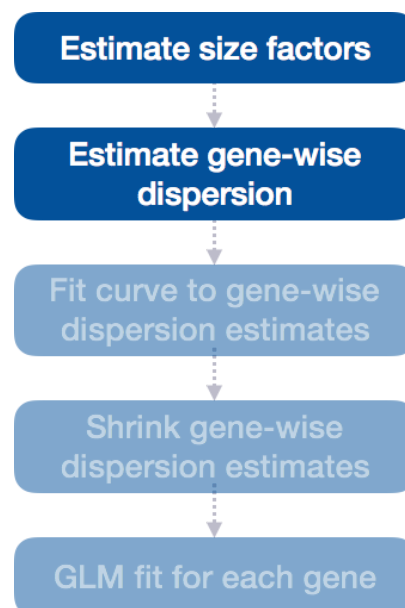 Estimate size factors
Estimate gene-wise
dispersion
Fit curve to gene-wise
dispersion estimates
Shrink gene-wise
dispersion estimates
GLM fit for each gene